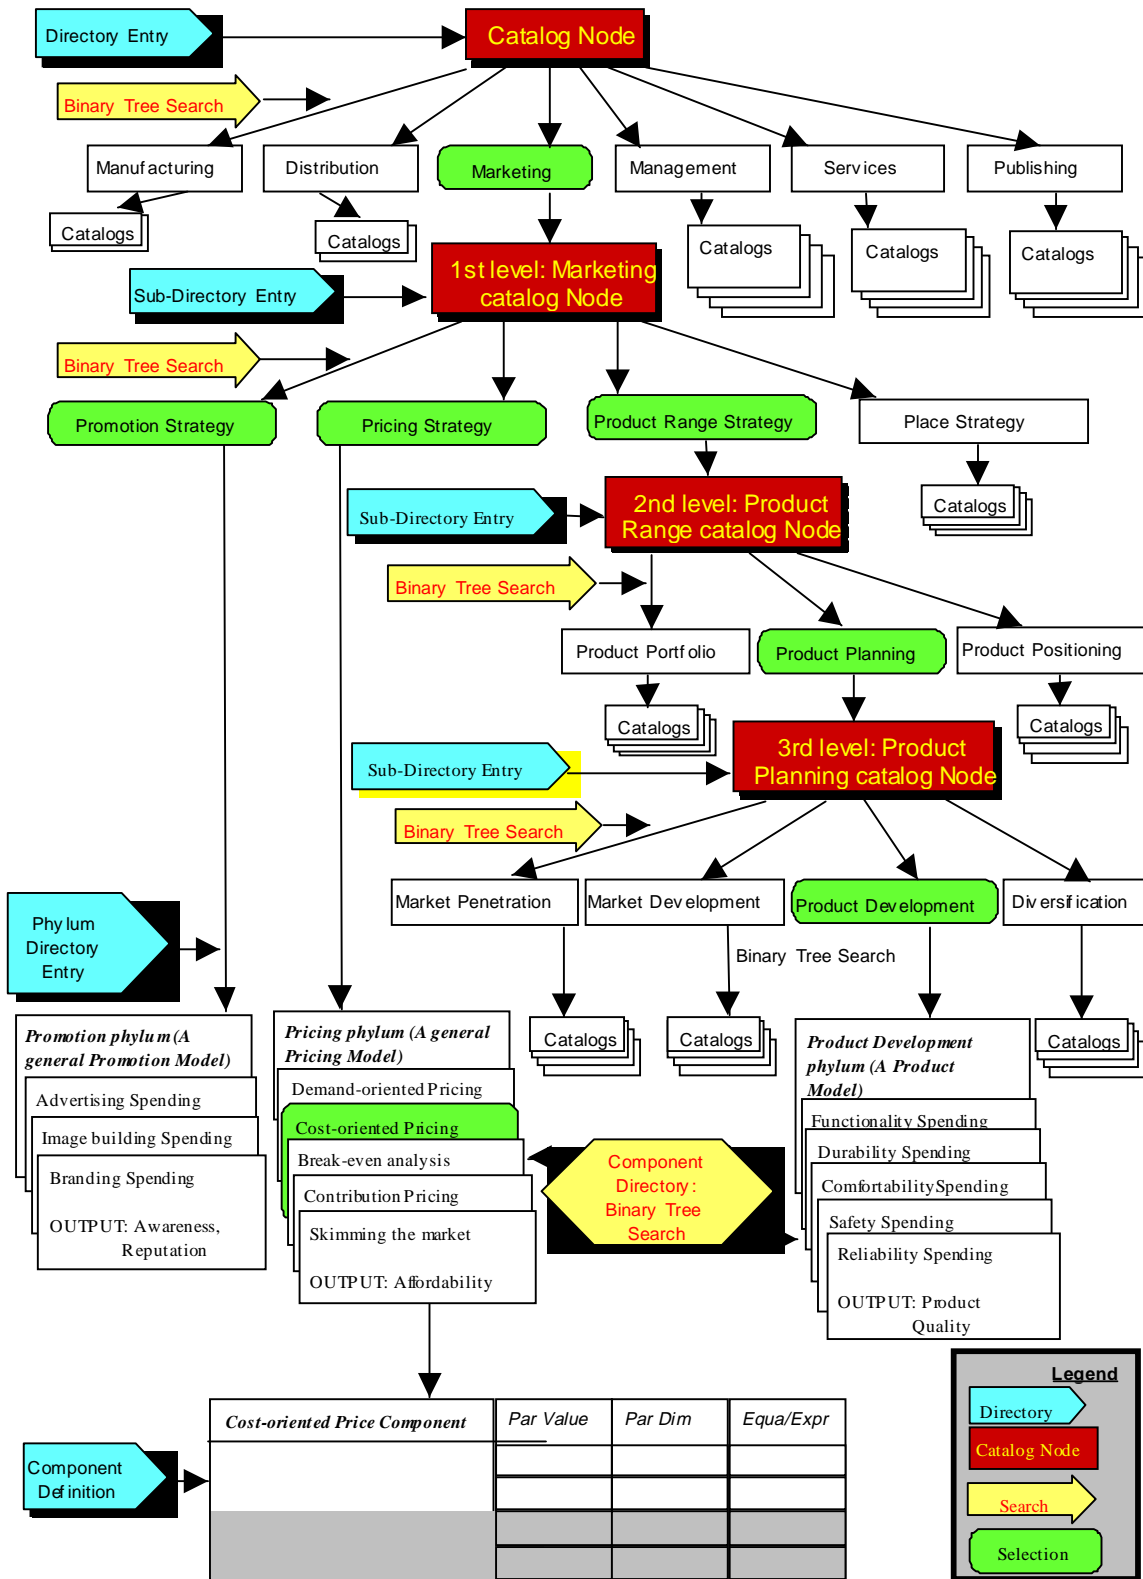 Directory Entry
Catalog Node
Binary Tree Search
Manufacturing
Distribution
Marketing
Management
Services
Publishing
Catalogs
Catalogs
Catalogs
Catalogs
Catalogs
Sub-Directory Entry
1st level: Marketing
catalog Node
Binary Tree Search
Promotion Strategy
Pricing Strategy
Product Range Strategy
Place Strategy
Sub-Directory Entry
2nd level: Product
Range catalog Node
Catalogs
Binary Tree Search
Product Portfolio
Product Planning
Product Positioning
Catalogs
Catalogs
Sub-Directory Entry
3rd level: Product
Planning catalog Node
Binary Tree Search
Market Penetration
Market Development
Product Development
Diversification
Phylum
Directory
Entry
Binary Tree Search
Catalogs
Catalogs
Catalogs
Promotion phylum (A
general Promotion Model)
Advertising Spending
Image building Spending
Branding Spending
OUTPUT: Awareness,
Reputation
Pricing phylum (A general
Pricing Model)
Demand-oriented Pricing
Cost-oriented Pricing
Break-even analysis
Contribution Pricing
Skimming the market
OUTPUT: Affordability
Component
Directory:
Binary Tree
Search
Product Development
phylum (A Product
Model)
Functionality Spending
Durability Spending
Comfortability Spending
Safety Spending
Reliability Spending
OUTPUT: Product
Quality
Component
Definition
Cost-oriented Price Component
Par Value
Par Dim
Equa/Expr
Legend
Directory
Catalog Node
Search
Selection